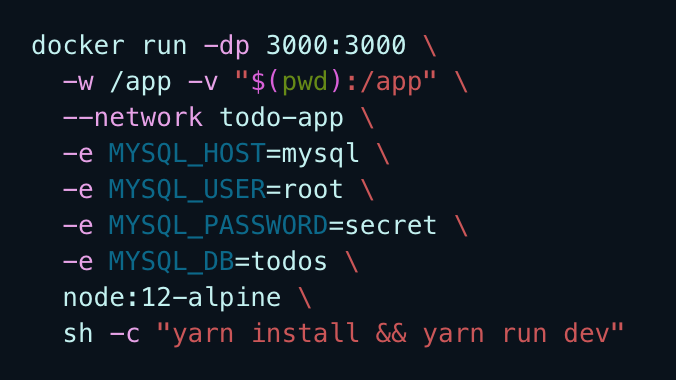 docker run -dp 3000:3000 \
-w /app -v "$(pwd):/app" \
--network todo-app \
-e MYSQL_HOST=mysql \
-e MYSQL_USER=root \
-e MYSQL_PASSWORD=secret \
-e MYSQL_DB=todos \
node:12-alpine \
sh -c "yarn install && yarn run dev"